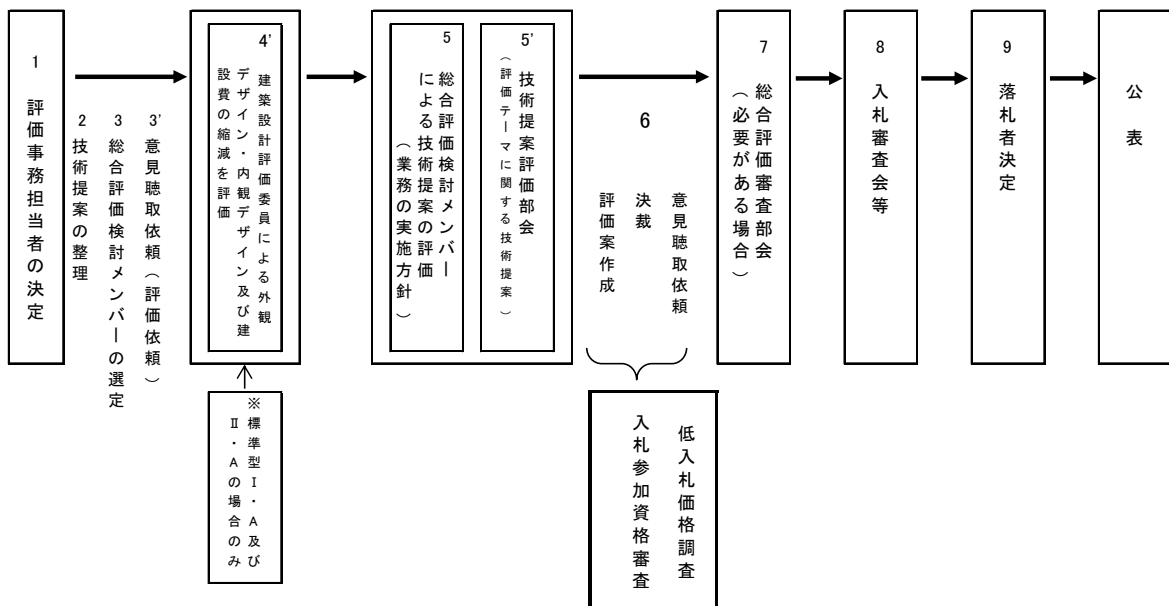 1 評価事務担当者の決定
2 技術提案の整理
3 総合評価検討メンバーの選定
3' 意見聴取依頼（評価依頼）
4' 建築設計評価委員による外観
デザイン・内観デザイン及び建
設費の縮減を評価
※標準型Ⅰ・A及び
Ⅱ・Aの場合のみ
5 総合評価検討メンバー
による技術提案の評価
（業務の実施方針）
5' 技術提案評価部会
（評価テーマに関する技術提案）
6
評価案作成
決裁
意見聴取依頼
入札参加資格審査
低入札価格調査
7 総合評価審査部会
（必要がある場合）
8 入札審査会等
9 落札者決定
公表